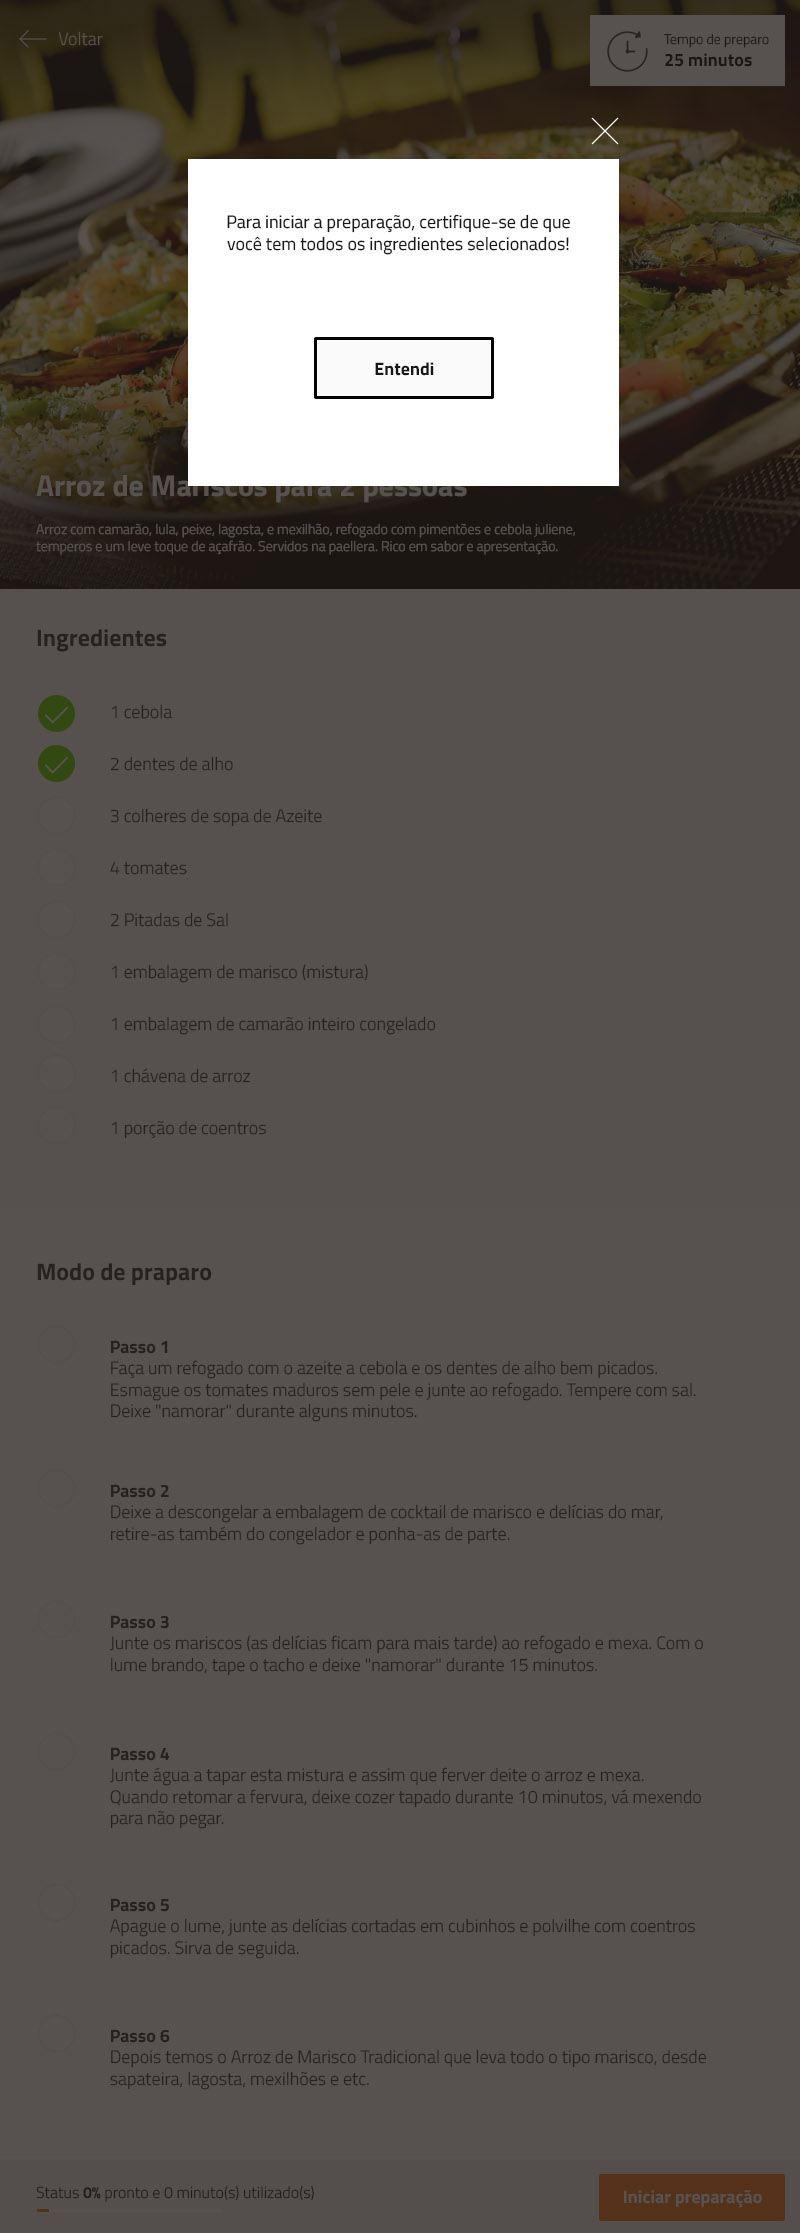 Voltar
Tempo de preparo
25 minutos
Para iniciar a preparação, certifique-se de que
você tem todos os ingredientes selecionados!
Entendi
Arroz de Mariscos para 2 pessoas
Arroz com camarão, lula, peixe, lagosta, e mexilhão, refogado com pimentões e cebola juliene,
temperos e um leve toque de açafrão. Servidos na paellera. Rico em sabor e apresentação.
Ingredientes
1 cebola
2 dentes de alho
3 colheres de sopa de Azeite
4 tomates
2 Pitadas de Sal
1 embalagem de marisco (mistura)
1 embalagem de camarão inteiro congelado
1 chávena de arroz
1 porção de coentros
Modo de praparo
Passo 1
Faça um refogado com o azeite a cebola e os dentes de alho bem picados.
Esmague os tomates maduros sem pele e junte ao refogado. Tempere com sal.
Deixe "namorar" durante alguns minutos.
Passo 2
Deixe a descongelar a embalagem de cocktail de marisco e delícias do mar,
retire-as também do congelador e ponha-as de parte.
Passo 3
Junte os mariscos (as delícias ficam para mais tarde) ao refogado e mexa. Com o
lume brando, tape o tacho e deixe "namorar" durante 15 minutos.
Passo 4
Junte água a tapar esta mistura e assim que ferver deite o arroz e mexa.
Quando retomar a fervura, deixe cozer tapado durante 10 minutos, vá mexendo
para não pegar.
Passo 5
Apague o lume, junte as delícias cortadas em cubinhos e polvilhe com coentros
picados. Sirva de seguida.
Passo 6
Depois temos o Arroz de Marisco Tradicional que leva todo o tipo marisco, desde
sapateira, lagosta, mexilhões e etc.
Status 0% pronto e 0 minuto(s) utilizado(s)
Iniciar preparação